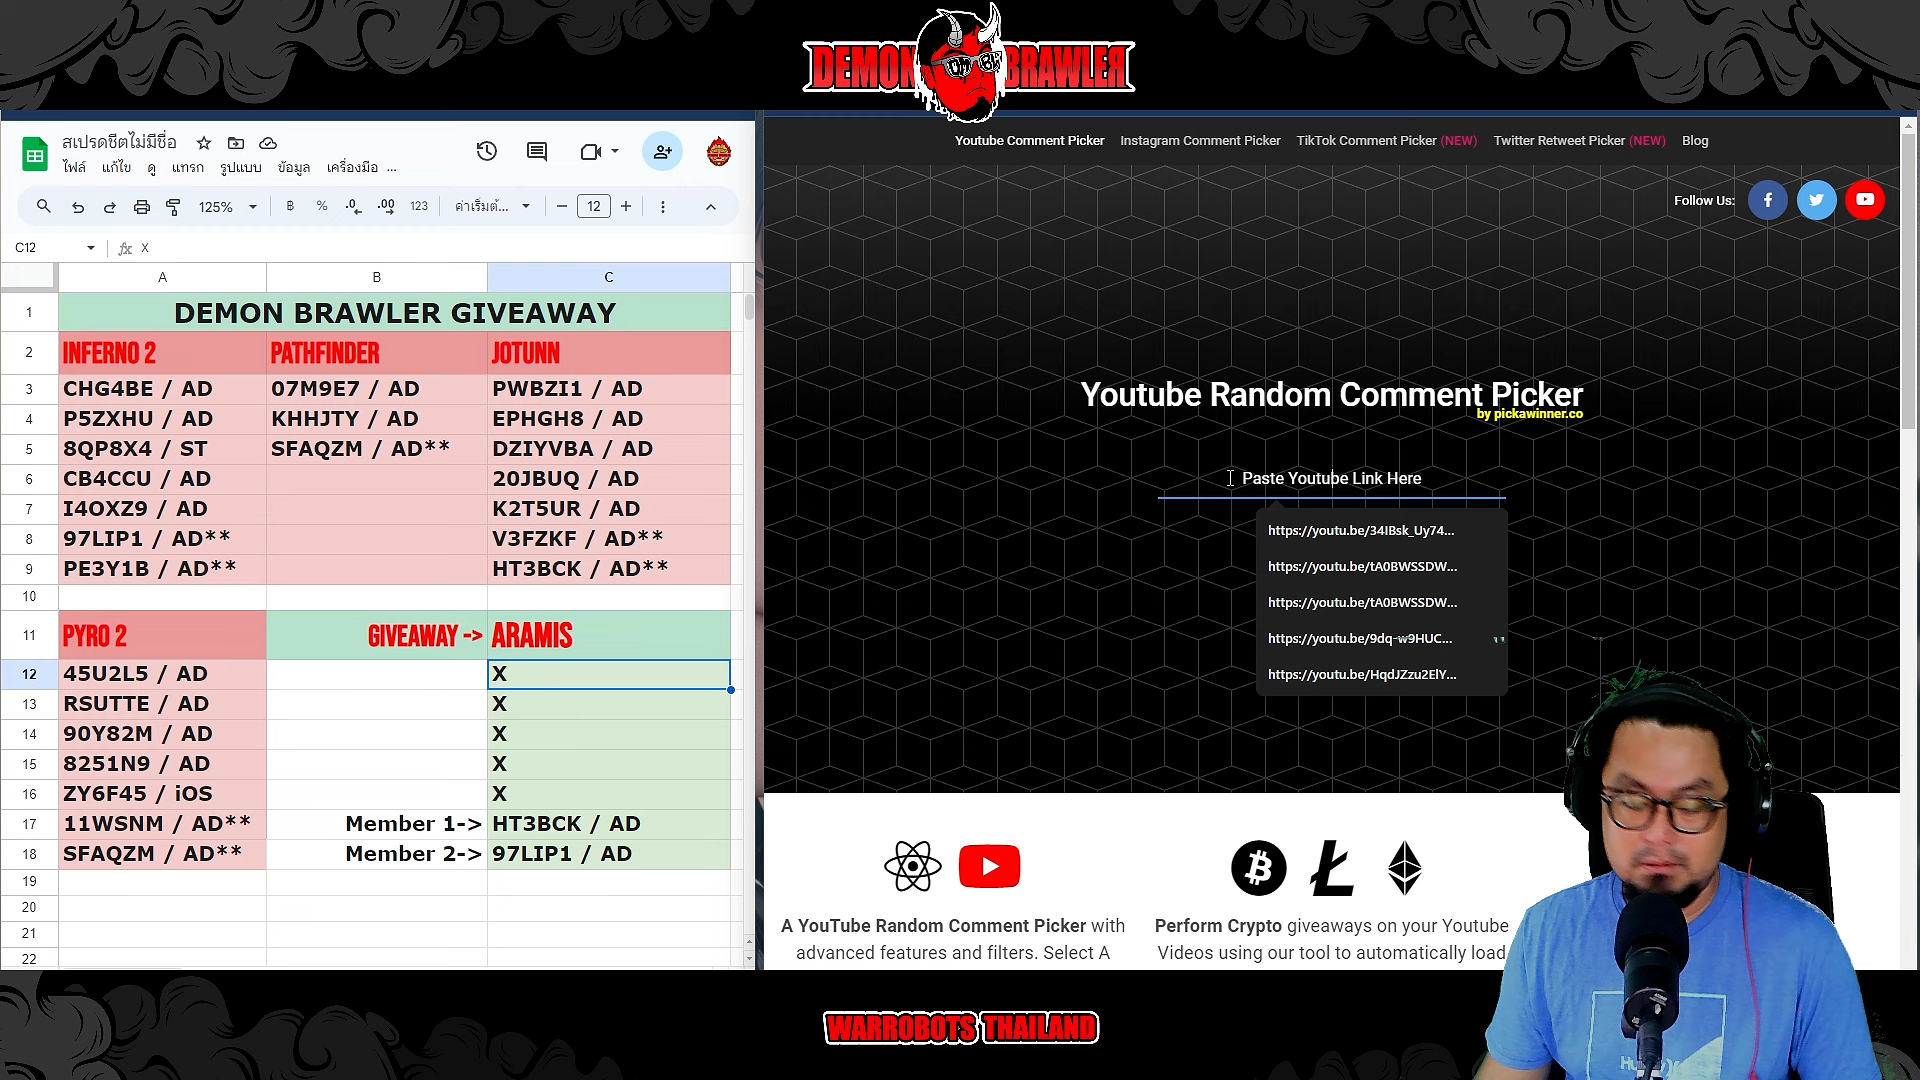 DEMON BRAWLER
สเปรดชีตไม่มีชื่อ
ไฟล์ แก้ไข ดู แทรก รูปแบบ ข้อมูล เครื่องมือ ...
125% B % .0 .00 123 ค่าเริ่มต้... 12
C12 fx X
A B C
1 DEMON BRAWLER GIVEAWAY
2 INFERNO 2 PATHFINDER JOTUNN
3 CHG4BE / AD 07M9E7 / AD PWBZI1 / AD
4 P5ZXHU / AD KHHJTY / AD EPHGH8 / AD
5 8QP8X4 / ST SFAQZM / AD** DZIYVBA / AD
6 CB4CCU / AD 20JBUQ / AD
7 I4OXZ9 / AD K2T5UR / AD
8 97LIP1 / AD** V3FZKF / AD**
9 PE3Y1B / AD** HT3BCK / AD**
10
11 PYRO 2 GIVEAWAY -> ARAMIS
12 45U2L5 / AD X
13 RSUTTE / AD X
14 90Y82M / AD X
15 8251N9 / AD X
16 ZY6F45 / iOS X
17 11WSNM / AD** Member 1-> HT3BCK / AD
18 SFAQZM / AD** Member 2-> 97LIP1 / AD
19
20
21
22
Youtube Comment Picker Instagram Comment Picker TikTok Comment Picker (NEW) Twitter Retweet Picker (NEW) Blog
Follow Us:
Youtube Random Comment Picker
by pickawinner.co
Paste Youtube Link Here
https://youtu.be/34IBsk_Uy74...
https://youtu.be/tA0BWSSDW...
https://youtu.be/tA0BWSSDW...
https://youtu.be/9dq-w9HUC...
https://youtu.be/HqdJZzu2ElY...
A YouTube Random Comment Picker with
advanced features and filters. Select A
Perform Crypto giveaways on your Youtube
Videos using our tool to automatically load
WARROBOTS THAILAND